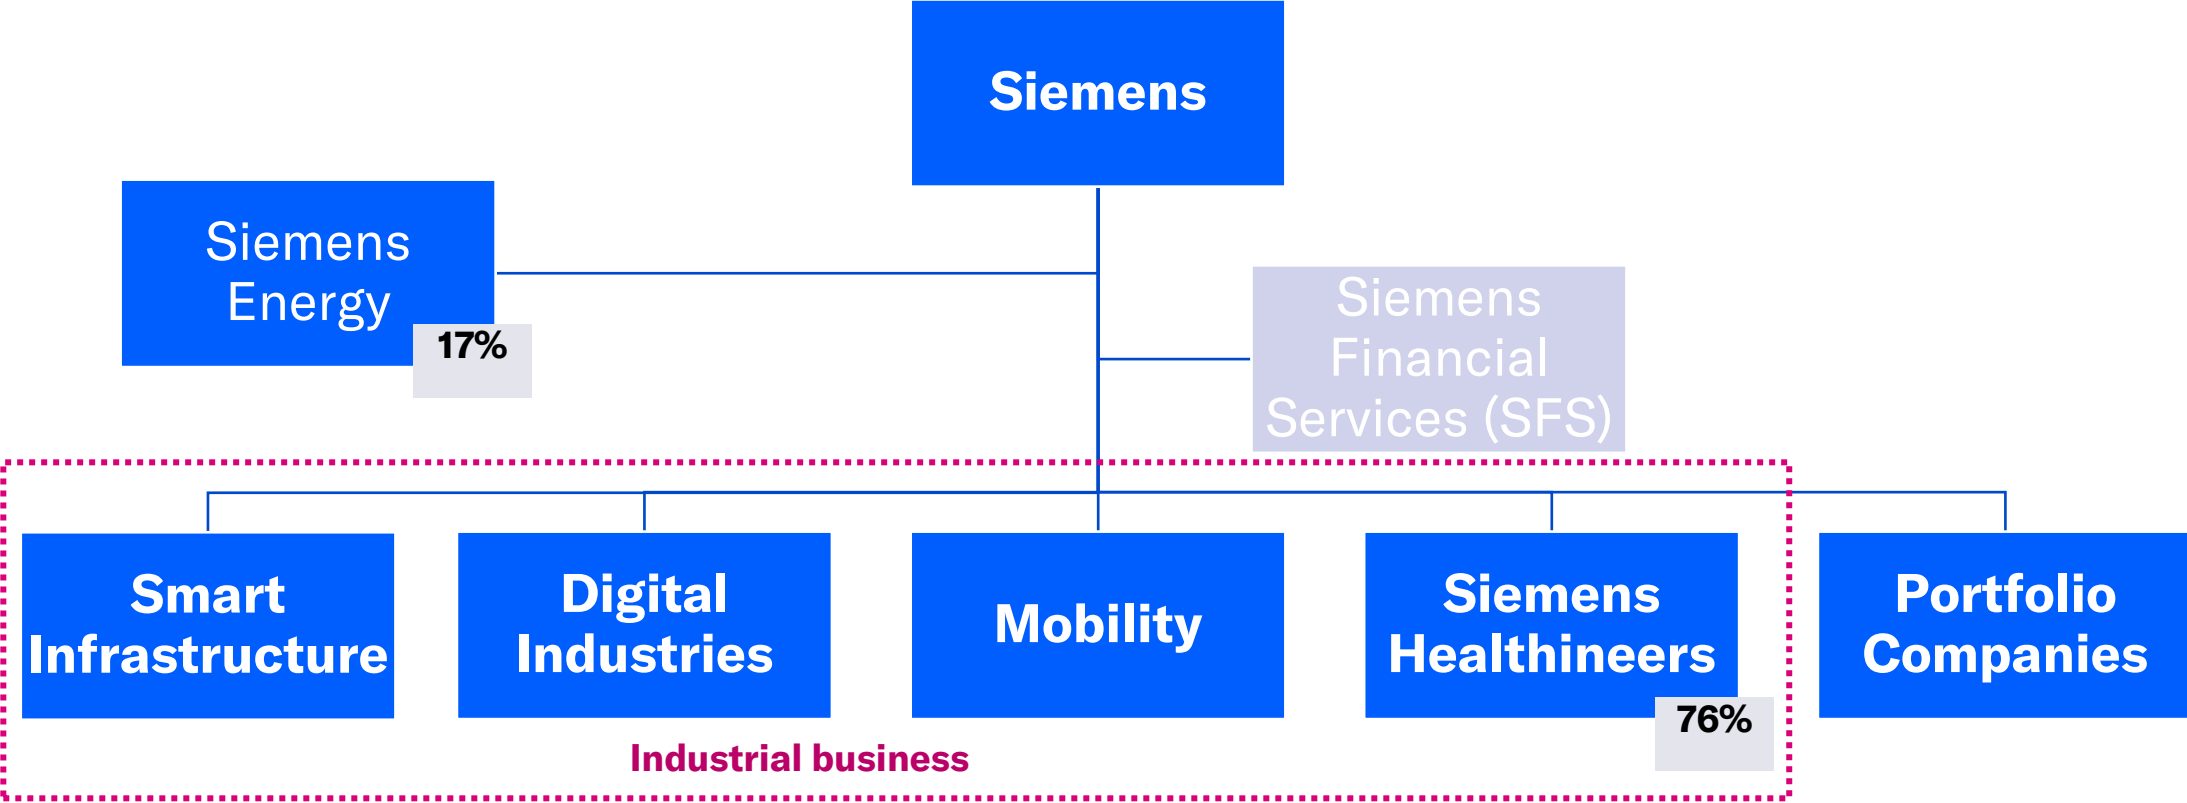 Siemens
Siemens
Energy
17%
Siemens
Financial
Services (SFS)
Smart
Infrastructure
Digital
Industries
Mobility
Siemens
Healthineers
76%
Portfolio
Companies
Industrial business